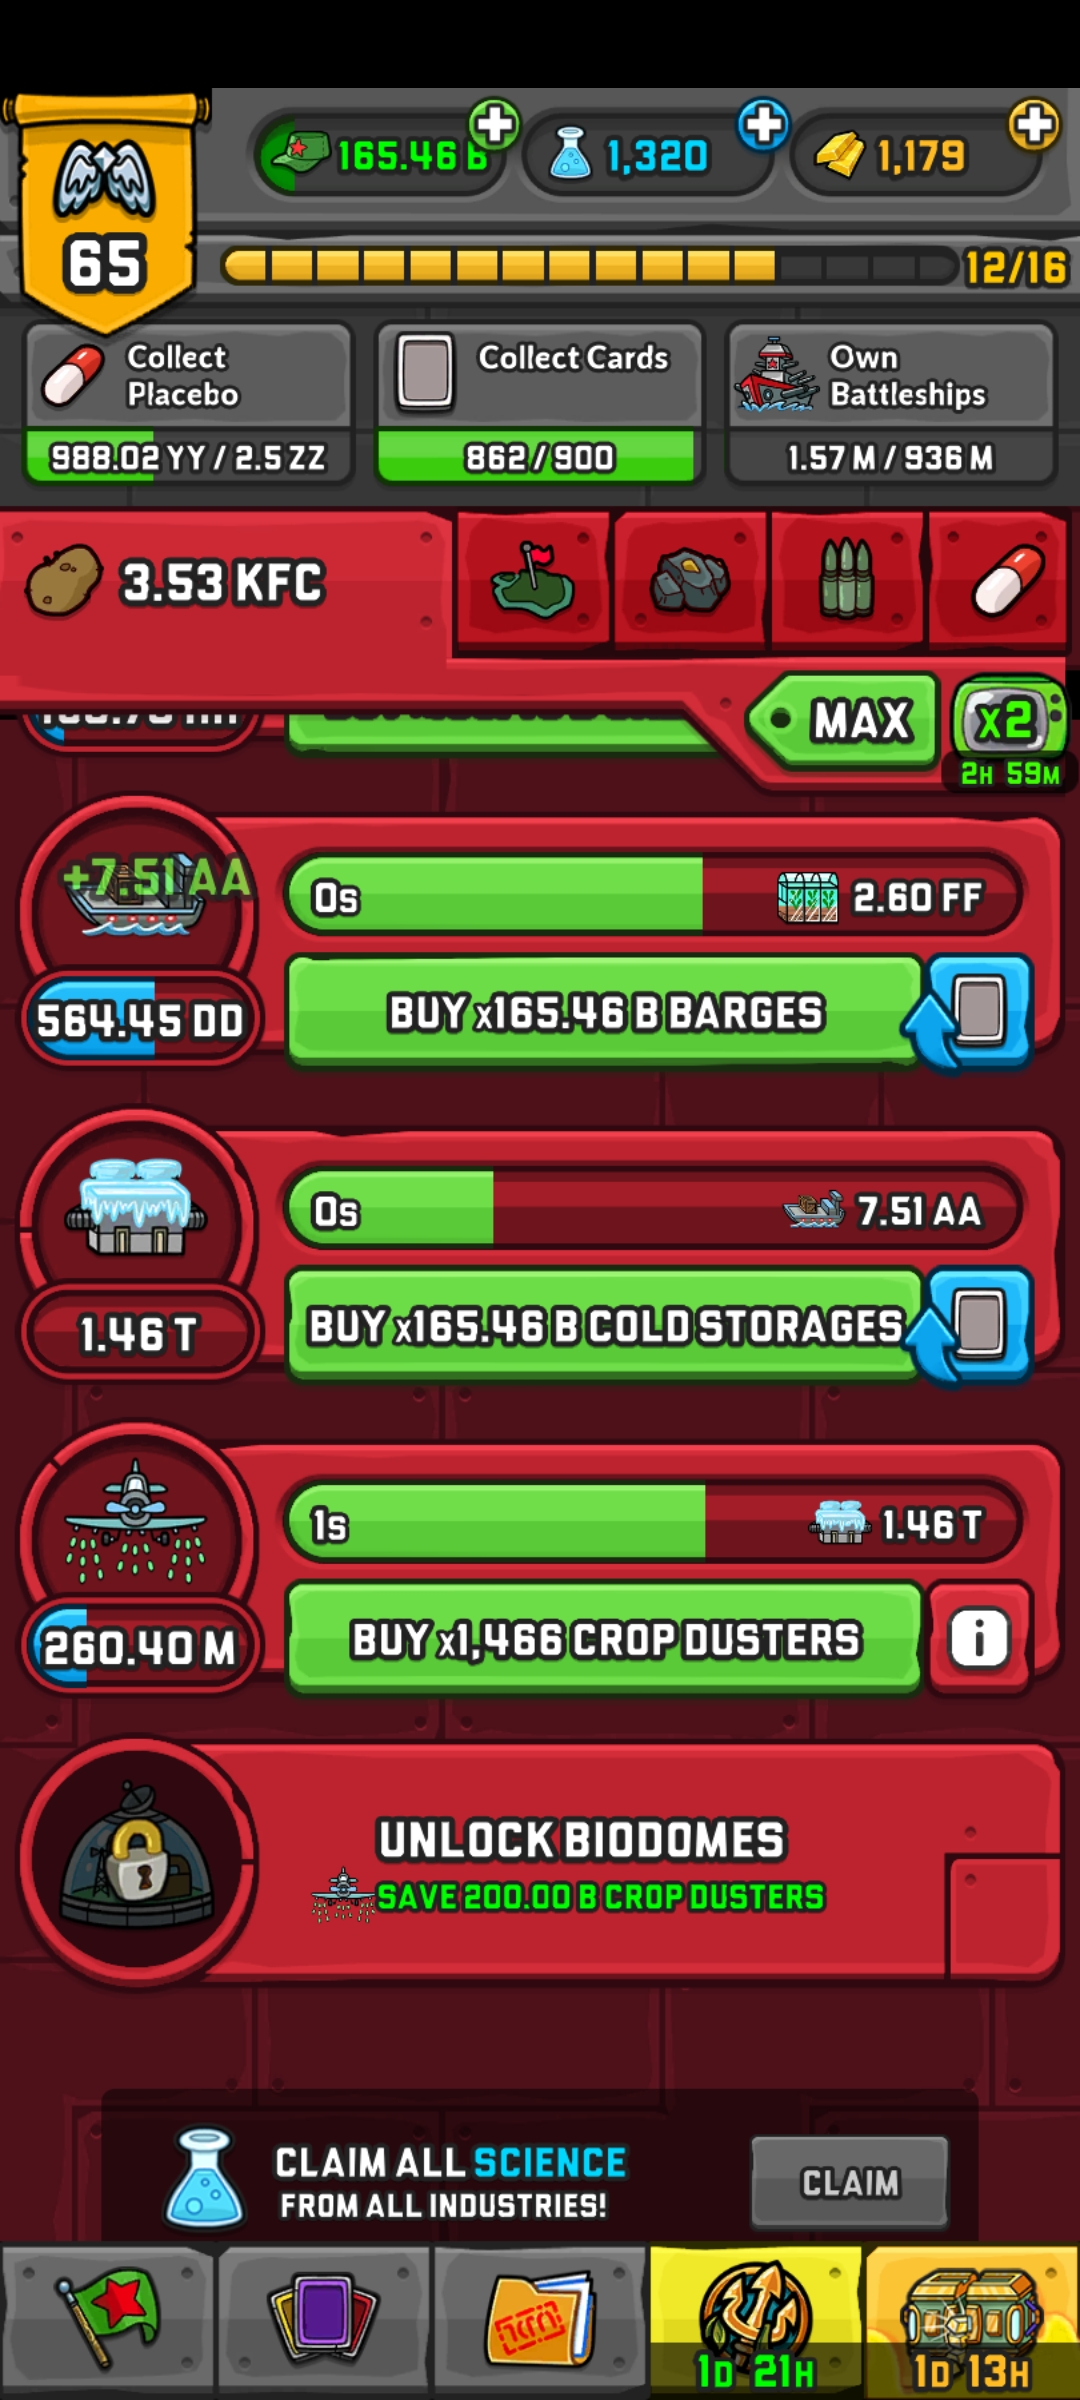 165.46 B
1,320
1,179
65
12/16
Collect
Placebo
988.02 YY / 2.5 ZZ
Collect Cards
862/900
Own
Battleships
1.57 M / 936 M
3.53 KFC
MAX
x2
2H 59M
+7.51 AA
0s
2.60 FF
564.45 DD
BUY x165.46 B BARGES
0s
7.51 AA
1.46 T
BUY x165.46 B COLD STORAGES
1s
1.46 T
260.40 M
BUY x1,466 CROP DUSTERS
i
UNLOCK BIODOMES
SAVE 200.00 B CROP DUSTERS
CLAIM ALL SCIENCE
FROM ALL INDUSTRIES!
CLAIM
1D 21H
1D 13H